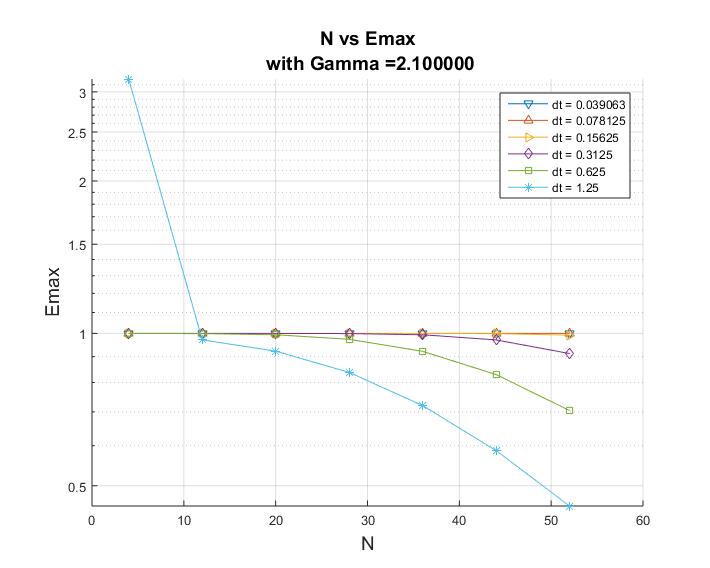 N vs Emax
with Gamma =2.100000
dt = 0.039063
dt = 0.078125
dt = 0.15625
dt = 0.3125
dt = 0.625
dt = 1.25
3
2.5
2
1.5
1
0.5
Emax
0 10 20 30 40 50 60
N